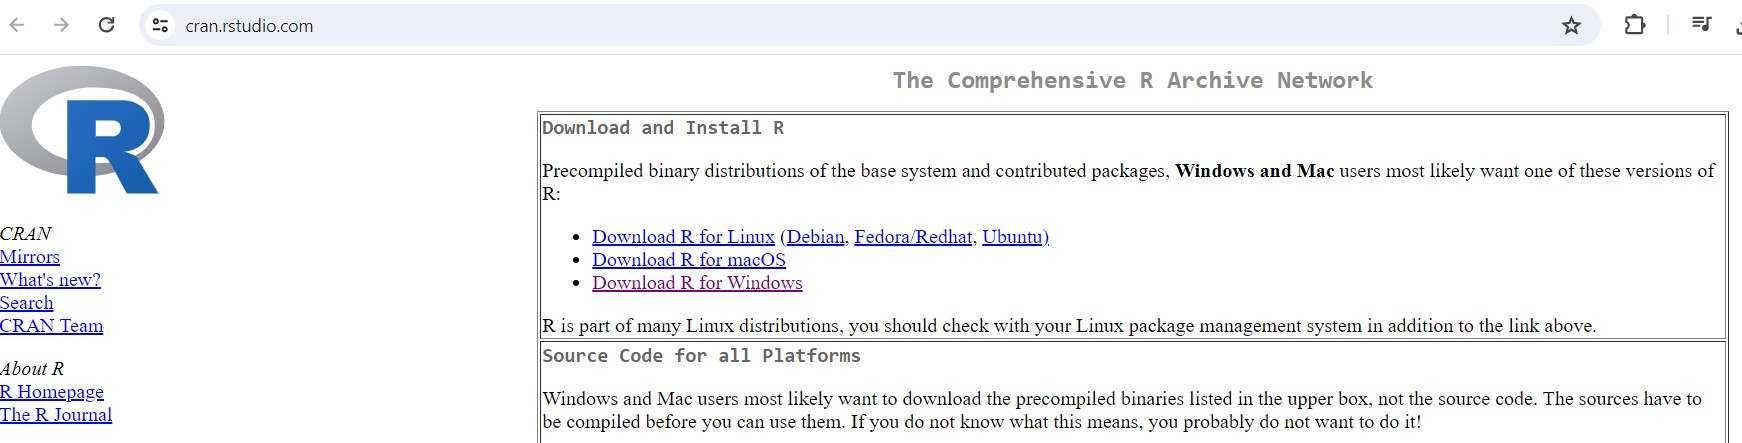 cran.rstudio.com
R
The Comprehensive R Archive Network
CRAN
Mirrors
What's new?
Search
CRAN Team
About R
R Homepage
The R Journal
Download and Install R
Precompiled binary distributions of the base system and contributed packages, Windows and Mac users most likely want one of these versions of
R:
• Download R for Linux (Debian, Fedora/Redhat, Ubuntu)
• Download R for macOS
• Download R for Windows
R is part of many Linux distributions, you should check with your Linux package management system in addition to the link above.
Source Code for all Platforms
Windows and Mac users most likely want to download the precompiled binaries listed in the upper box, not the source code. The sources have to
be compiled before you can use them. If you do not know what this means, you probably do not want to do it!